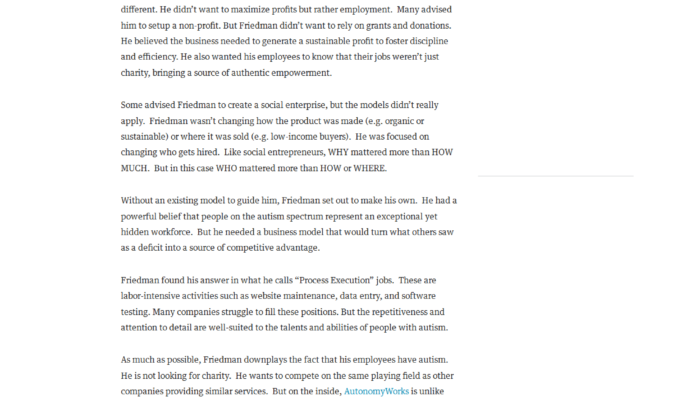 different. He didn't want to maximize profits but rather employment.  Many advised
him to setup a non-profit. But Friedman didn't want to rely on grants and donations.
He believed the business needed to generate a sustainable profit to foster discipline
and efficiency. He also wanted his employees to know that their jobs weren't just
charity, bringing a source of authentic empowerment.
Some advised Friedman to create a social enterprise, but the models didn't really
apply.  Friedman wasn't changing how the product was made (e.g. organic or
sustainable) or where it was sold (e.g. low-income buyers).  He was focused on
changing who gets hired.  Like social entrepreneurs, WHY mattered more than HOW
MUCH.  But in this case WHO mattered more than HOW or WHERE.
Without an existing model to guide him, Friedman set out to make his own.  He had a
powerful belief that people on the autism spectrum represent an exceptional yet
hidden workforce.  But he needed a business model that would turn what others saw
as a deficit into a source of competitive advantage.
Friedman found his answer in what he calls “Process Execution” jobs.  These are
labor-intensive activities such as website maintenance, data entry, and software
testing. Many companies struggle to fill these positions. But the repetitiveness and
attention to detail are well-suited to the talents and abilities of people with autism.
As much as possible, Friedman downplays the fact that his employees have autism.
He is not looking for charity.  He wants to compete on the same playing field as other
companies providing similar services.  But on the inside, AutonomyWorks is unlike